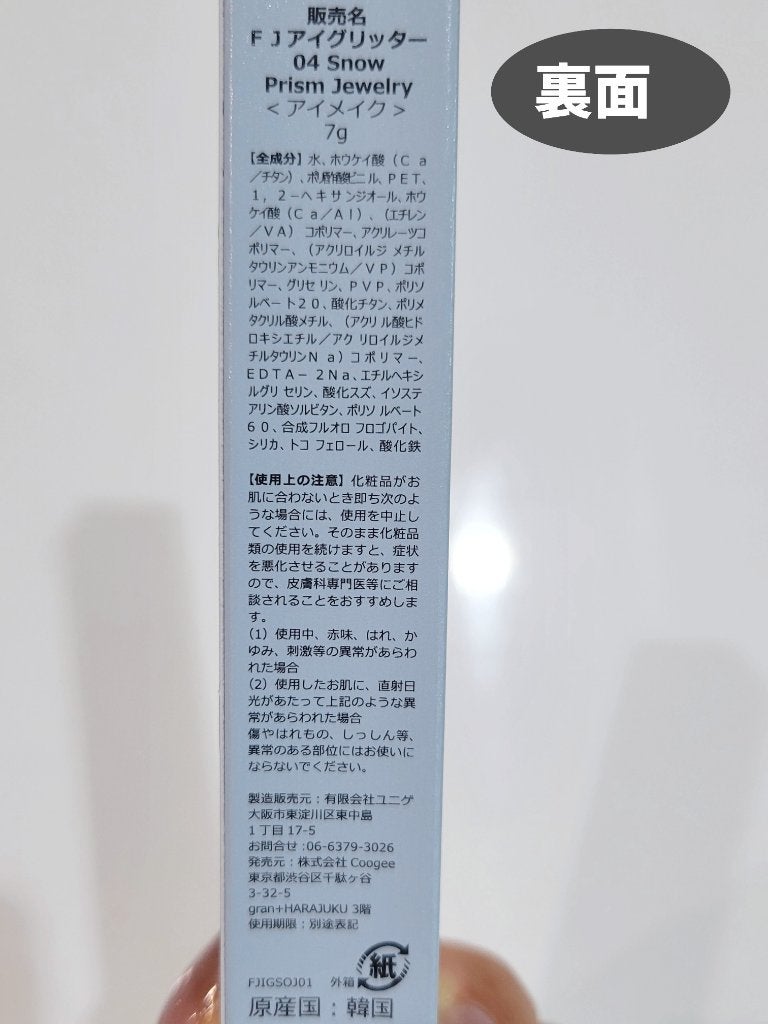 裏面
販売名
ＦＪアイグリッター
04 Snow
Prism Jewelry
＜アイメイク＞
7g
【全成分】水、ホウケイ酸（Ｃａ
／チタン）、ポリ酢酸ビニル、ＰＥＴ、
１，２－ヘキサンジオール、ホウ
ケイ酸（Ｃａ／Ａｌ）、（エチレン
／ＶＡ）コポリマー、アクリレーツコ
ポリマー、（アクリロイルジメチル
タウリンアンモニウム／ＶＰ）コポ
リマー、グリセリン、ＰＶＰ、ポリソ
ルベート２０、酸化チタン、ポリメ
タクリル酸メチル、（アクリル酸ヒド
ロキシエチル／アクリロイルジメ
チルタウリンＮａ）コポリマー、
ＥＤＴＡ－２Ｎａ、エチルヘキシ
ルグリセリン、酸化スズ、イソステ
アリン酸ソルビタン、ポリソルベート
６０、合成フルオロフロゴパイト、
シリカ、トコフェロール、酸化鉄
【使用上の注意】化粧品がお
肌に合わないとき即ち次のよ
うな場合には、使用を中止し
てください。そのまま化粧品
類の使用を続けますと、症状
を悪化させることがあります
ので、皮膚科専門医等にご相
談されることをおすすめしま
す。
（1）使用中、赤味、はれ、か
ゆみ、刺激等の異常があらわ
れた場合
（2）使用したお肌に、直射日
光があたって上記のような異
常があらわれた場合
傷やはれもの、しっしん等、
異常のある部位にはお使いに
ならないでください。
製造販売元：有限会社ユニゲ
大阪市東淀川区東中島
1丁目17-5
お問合せ:06-6379-3026
発売元：株式会社 Coogee
東京都渋谷区千駄ヶ谷
3-32-5
gran+HARAJUKU 3階
使用期限：別途表記
FJIGSOJ01 外箱 紙
原産国：韓国